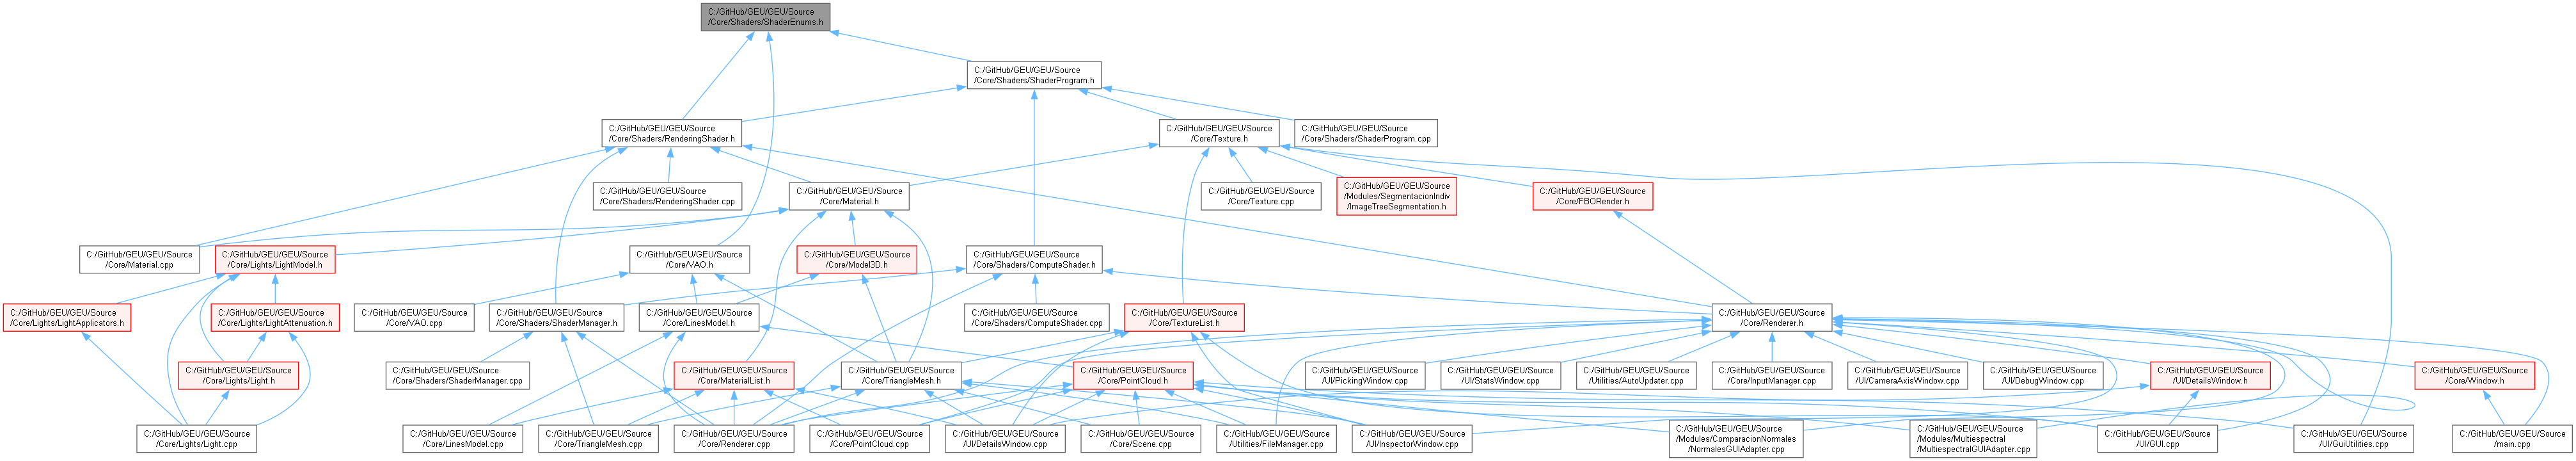 C:/GitHub/GEU/GEU/Source
/Core/Shaders/ShaderEnums.h
C:/GitHub/GEU/GEU/Source
/Core/Shaders/ShaderProgram.h
C:/GitHub/GEU/GEU/Source
/Core/Shaders/RenderingShader.h
C:/GitHub/GEU/GEU/Source
/Core/Texture.h
C:/GitHub/GEU/GEU/Source
/Core/Shaders/ShaderProgram.cpp
C:/GitHub/GEU/GEU/Source
/Core/Shaders/RenderingShader.cpp
C:/GitHub/GEU/GEU/Source
/Core/Material.h
C:/GitHub/GEU/GEU/Source
/Core/Texture.cpp
C:/GitHub/GEU/GEU/Source
/Modules/SegmentacionIndiv
/ImageTreeSegmentation.h
C:/GitHub/GEU/GEU/Source
/Core/FBORender.h
C:/GitHub/GEU/GEU/Source
/Core/Material.cpp
C:/GitHub/GEU/GEU/Source
/Core/Lights/LightModel.h
C:/GitHub/GEU/GEU/Source
/Core/VAO.h
C:/GitHub/GEU/GEU/Source
/Core/Model3D.h
C:/GitHub/GEU/GEU/Source
/Core/Shaders/ComputeShader.h
C:/GitHub/GEU/GEU/Source
/Core/Lights/LightApplicators.h
C:/GitHub/GEU/GEU/Source
/Core/Lights/LightAttenuation.h
C:/GitHub/GEU/GEU/Source
/Core/VAO.cpp
C:/GitHub/GEU/GEU/Source
/Core/Shaders/ShaderManager.h
C:/GitHub/GEU/GEU/Source
/Core/LinesModel.h
C:/GitHub/GEU/GEU/Source
/Core/Shaders/ComputeShader.cpp
C:/GitHub/GEU/GEU/Source
/Core/TextureList.h
C:/GitHub/GEU/GEU/Source
/Core/Renderer.h
C:/GitHub/GEU/GEU/Source
/Core/Lights/Light.h
C:/GitHub/GEU/GEU/Source
/Core/Shaders/ShaderManager.cpp
C:/GitHub/GEU/GEU/Source
/Core/MaterialList.h
C:/GitHub/GEU/GEU/Source
/Core/TriangleMesh.h
C:/GitHub/GEU/GEU/Source
/Core/PointCloud.h
C:/GitHub/GEU/GEU/Source
/UI/PickingWindow.cpp
C:/GitHub/GEU/GEU/Source
/UI/StatsWindow.cpp
C:/GitHub/GEU/GEU/Source
/Utilities/AutoUpdater.cpp
C:/GitHub/GEU/GEU/Source
/Core/InputManager.cpp
C:/GitHub/GEU/GEU/Source
/UI/CameraAxisWindow.cpp
C:/GitHub/GEU/GEU/Source
/UI/DebugWindow.cpp
C:/GitHub/GEU/GEU/Source
/UI/DetailsWindow.h
C:/GitHub/GEU/GEU/Source
/Core/Window.h
C:/GitHub/GEU/GEU/Source
/Core/Lights/Light.cpp
C:/GitHub/GEU/GEU/Source
/Core/LinesModel.cpp
C:/GitHub/GEU/GEU/Source
/Core/TriangleMesh.cpp
C:/GitHub/GEU/GEU/Source
/Core/Renderer.cpp
C:/GitHub/GEU/GEU/Source
/Core/PointCloud.cpp
C:/GitHub/GEU/GEU/Source
/UI/DetailsWindow.cpp
C:/GitHub/GEU/GEU/Source
/Core/Scene.cpp
C:/GitHub/GEU/GEU/Source
/Utilities/FileManager.cpp
C:/GitHub/GEU/GEU/Source
/UI/InspectorWindow.cpp
C:/GitHub/GEU/GEU/Source
/Modules/ComparacionNormales
/NormalesGUIAdapter.cpp
C:/GitHub/GEU/GEU/Source
/Modules/Multiespectral
/MultiespectralGUIAdapter.cpp
C:/GitHub/GEU/GEU/Source
/UI/GUI.cpp
C:/GitHub/GEU/GEU/Source
/UI/GuiUtilities.cpp
C:/GitHub/GEU/GEU/Source
/main.cpp